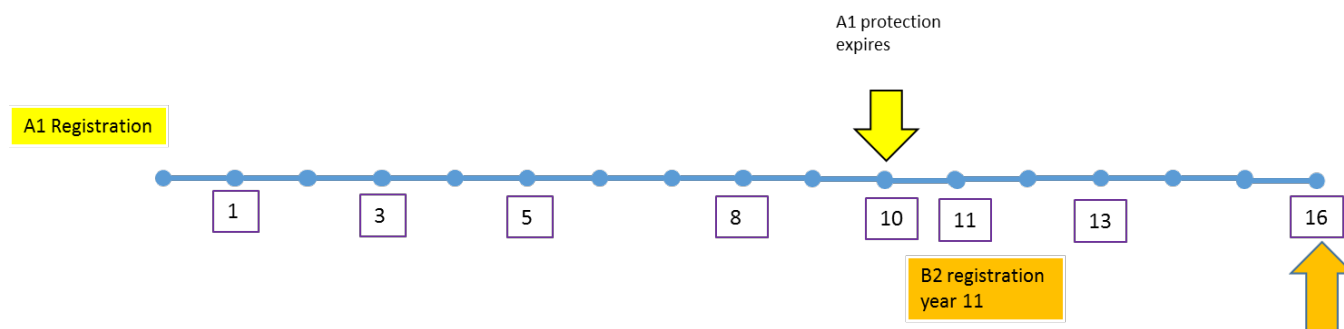 A1 protection
expires
A1 Registration
1
3
5
8
10
11
13
16
B2 registration
year 11